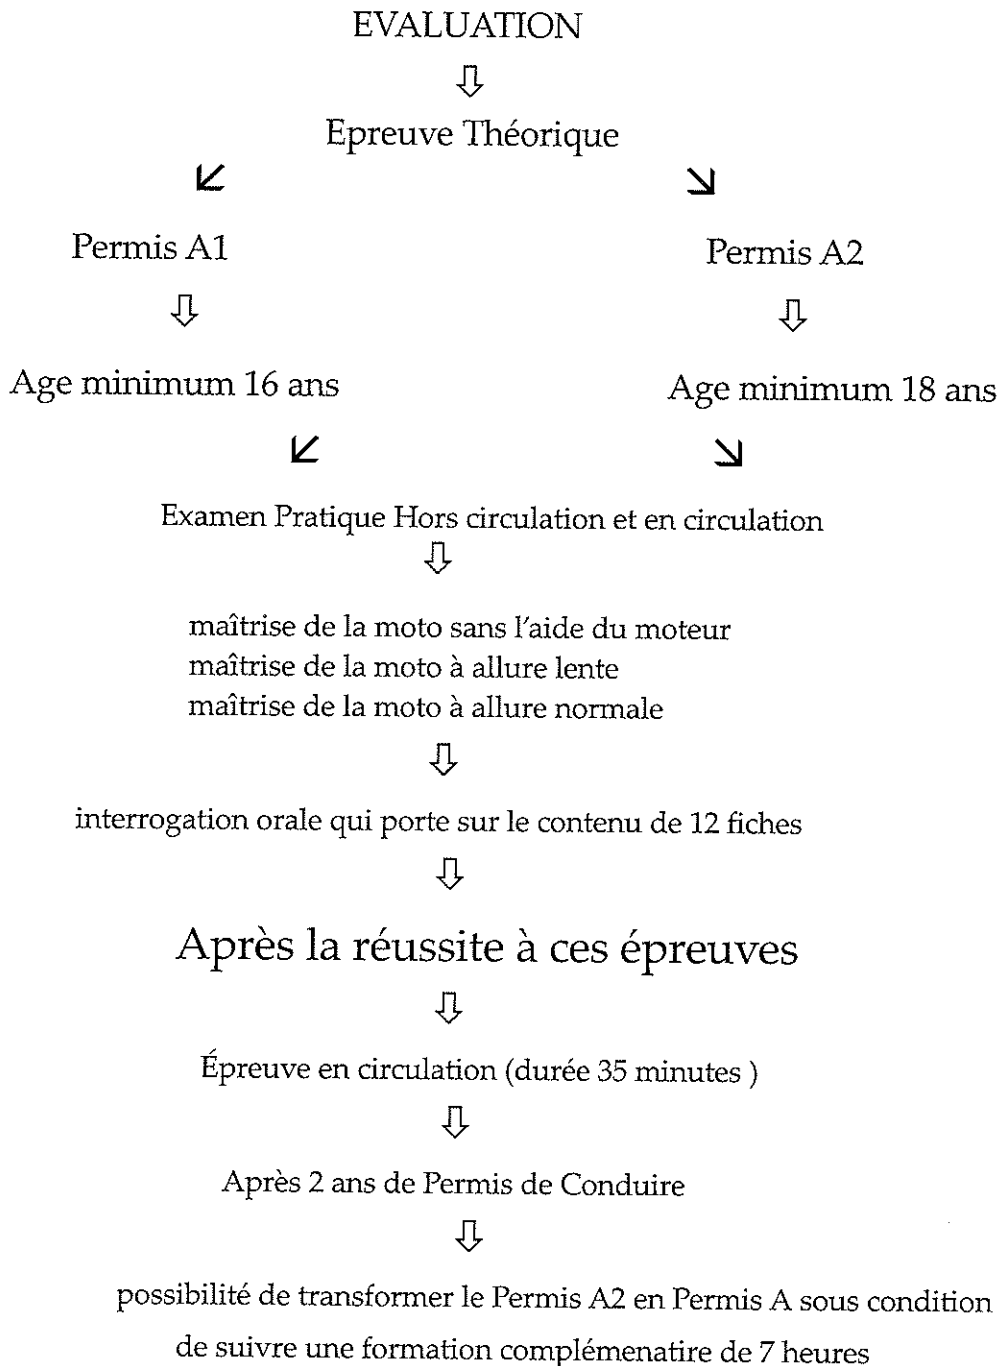 EVALUATION
Epreuve Théorique
Permis A1
Permis A2
Age minimum 16 ans
Age minimum 18 ans
Examen Pratique Hors circulation et en circulation
maîtrise de la moto sans l'aide du moteur
maîtrise de la moto à allure lente
maîtrise de la moto à allure normale
interrogation orale qui porte sur le contenu de 12 fiches
Après la réussite à ces épreuves
Épreuve en circulation (durée 35 minutes )
Après 2 ans de Permis de Conduire
possibilité de transformer le Permis A2 en Permis A sous condition
de suivre une formation complémenatire de 7 heures